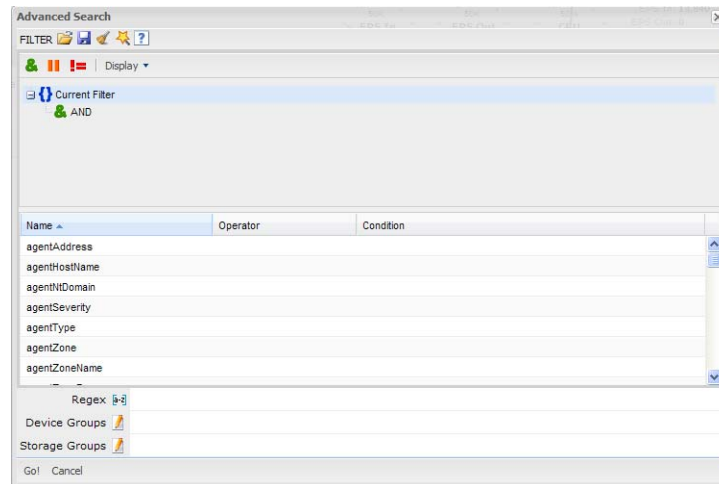 Advanced Search
FILTER
Display
Current Filter
AND
Name Operator Condition
agentAddress
agentHostName
agentNtDomain
agentSeverity
agentType
agentZone
agentZoneName
Regex
Device Groups
Storage Groups
Go! Cancel